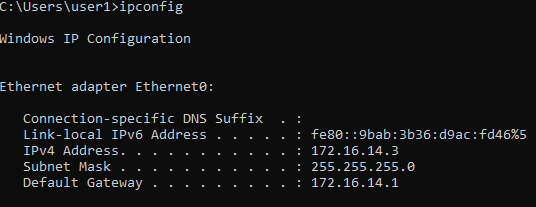 C:\Users\user1>ipconfig
Windows IP Configuration
Ethernet adapter Ethernet0:
Connection-specific DNS Suffix  . :
Link-local IPv6 Address . . . . . : fe80::9bab:3b36:d9ac:fd46%5
IPv4 Address. . . . . . . . . . . : 172.16.14.3
Subnet Mask . . . . . . . . . . . : 255.255.255.0
Default Gateway . . . . . . . . . : 172.16.14.1